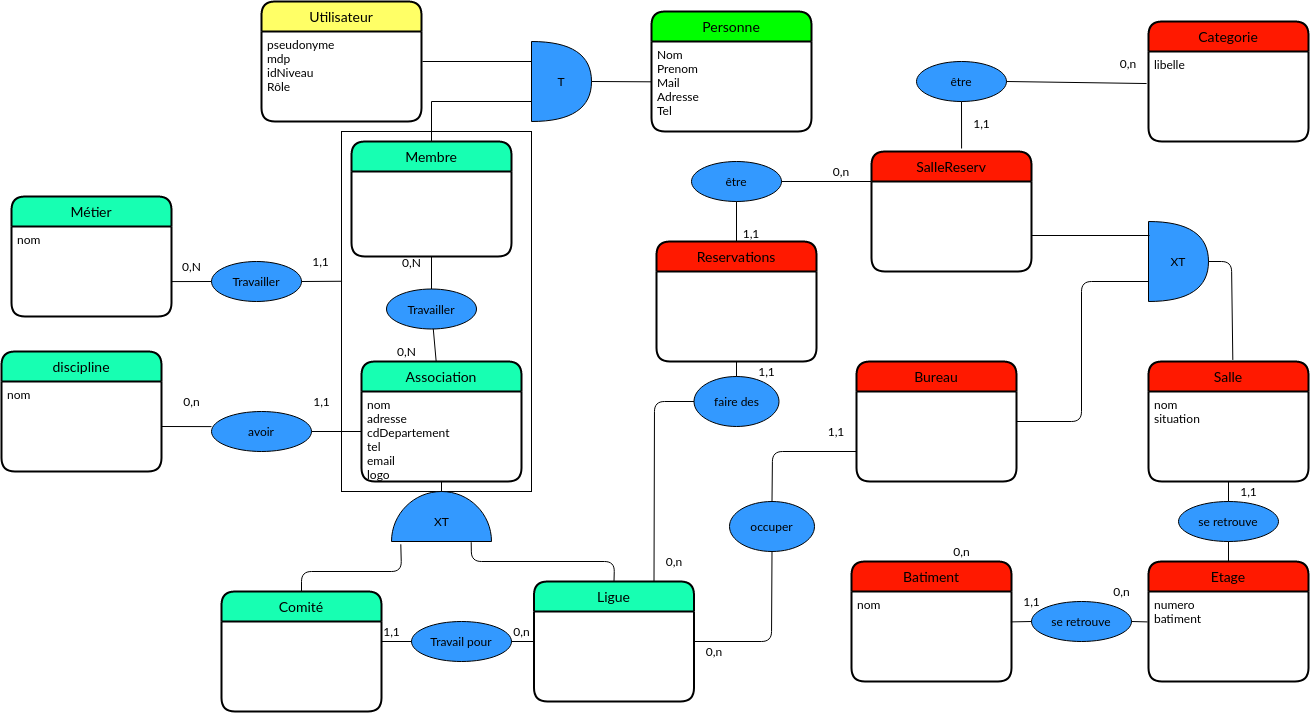 Utilisateur
pseudonyme
mdp
idNiveau
Rôle
T
Personne
Nom
Prenom
Mail
Adresse
Tel
Categorie
libelle
0,n
être
1,1
SalleReserv
0,n
être
1,1
Membre
Métier
nom
0,N
Travailler
1,1
0,N
Travailler
0,N
Reservations
XT
discipline
nom
0,n
avoir
1,1
Association
nom
adresse
cdDepartement
tel
email
logo
1,1
faire des
Bureau
1,1
Salle
nom
situation
XT
occuper
1,1
se retrouve
0,n
0,n
Batiment
nom
1,1
se retrouve
0,n
Etage
numero
batiment
Comité
1,1
Travail pour
0,n
Ligue
0,n